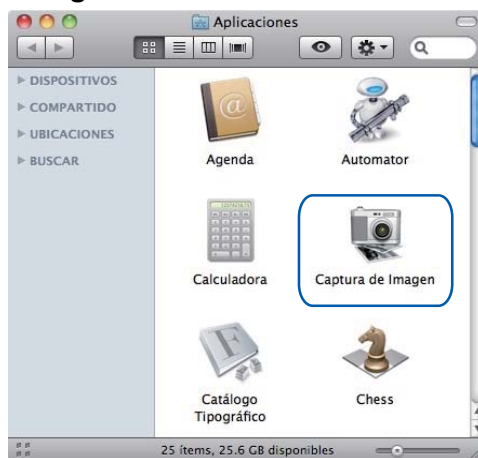 Aplicaciones
DISPOSITIVOS
COMPARTIDO
UBICACIONES
BUSCAR
Agenda
Automator
Calculadora
Captura de Imagen
Catálogo
Tipográfico
Chess
25 ítems, 25.6 GB disponibles